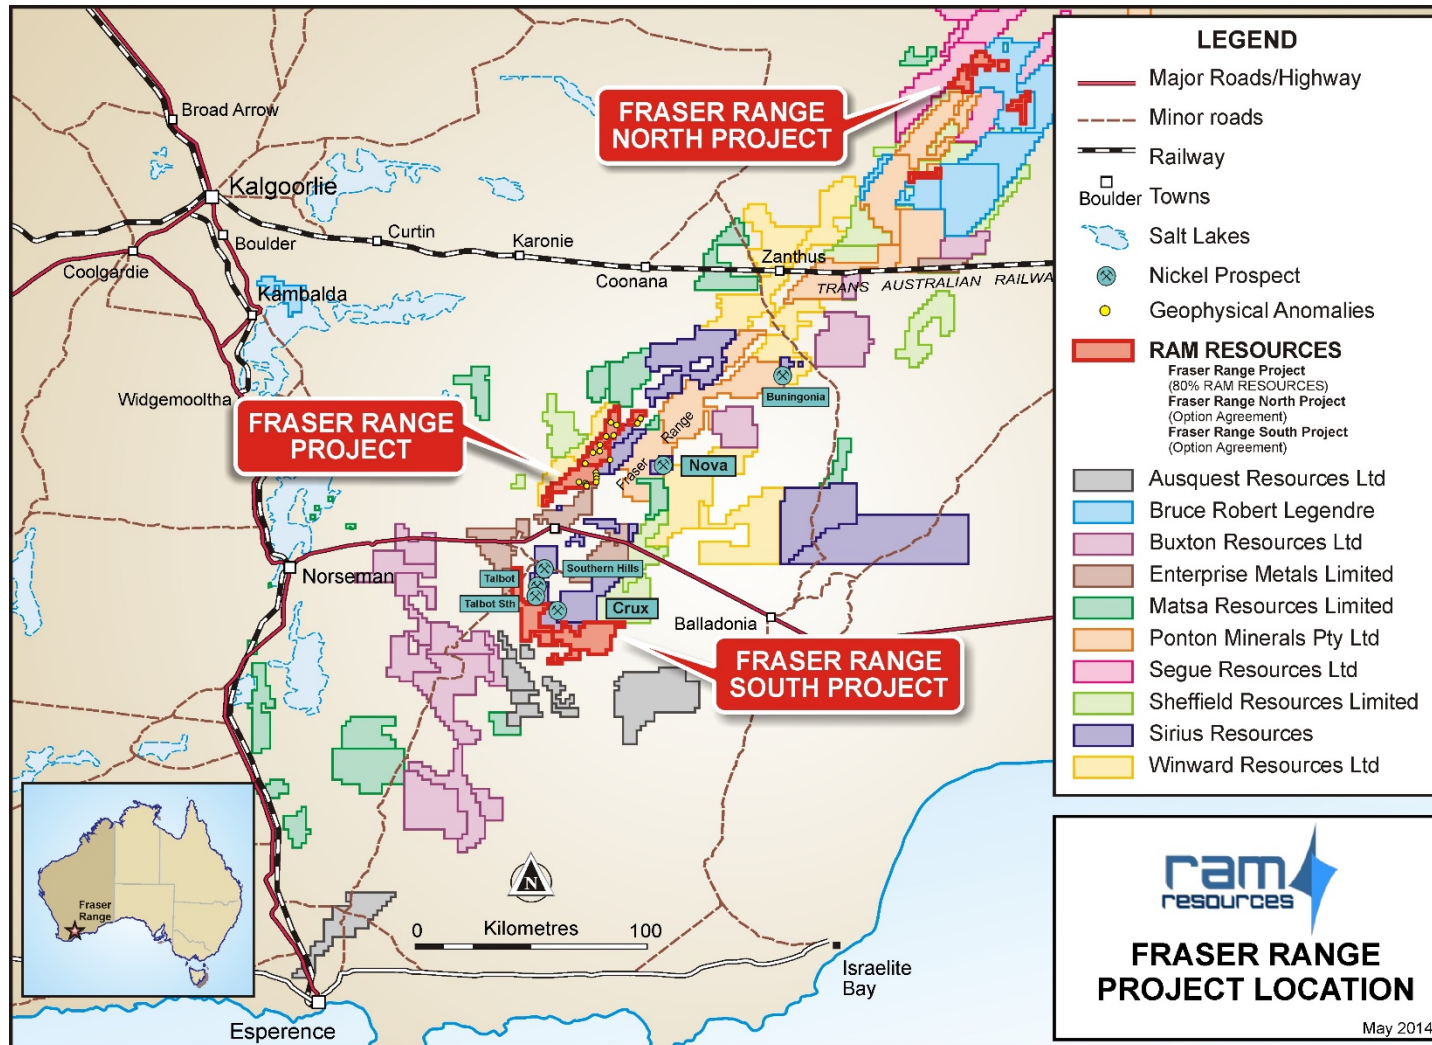 Broad Arrow
Kalgoorlie
Boulder
Coolgardie
Curtin
Karonie
Coonana
Zanthus
TRANS AUSTRALIAN RAILWA
Kambalda
Widgemooltha
FRASER RANGE
NORTH PROJECT
FRASER RANGE
PROJECT
Buningonia
Fraser Range
Nova
Norseman
Talbot
Talbot Sth
Southern Hills
Crux
Balladonia
FRASER RANGE
SOUTH PROJECT
Fraser
Range
N
0 Kilometres 100
Israelite
Bay
Esperence
LEGEND
Major Roads/Highway
Minor roads
Railway
Boulder Towns
Salt Lakes
Nickel Prospect
Geophysical Anomalies
RAM RESOURCES
Fraser Range Project
(80% RAM RESOURCES)
Fraser Range North Project
(Option Agreement)
Fraser Range South Project
(Option Agreement)
Ausquest Resources Ltd
Bruce Robert Legendre
Buxton Resources Ltd
Enterprise Metals Limited
Matsa Resources Limited
Ponton Minerals Pty Ltd
Segue Resources Ltd
Sheffield Resources Limited
Sirius Resources
Winward Resources Ltd
ram
resources
FRASER RANGE
PROJECT LOCATION
May 2014